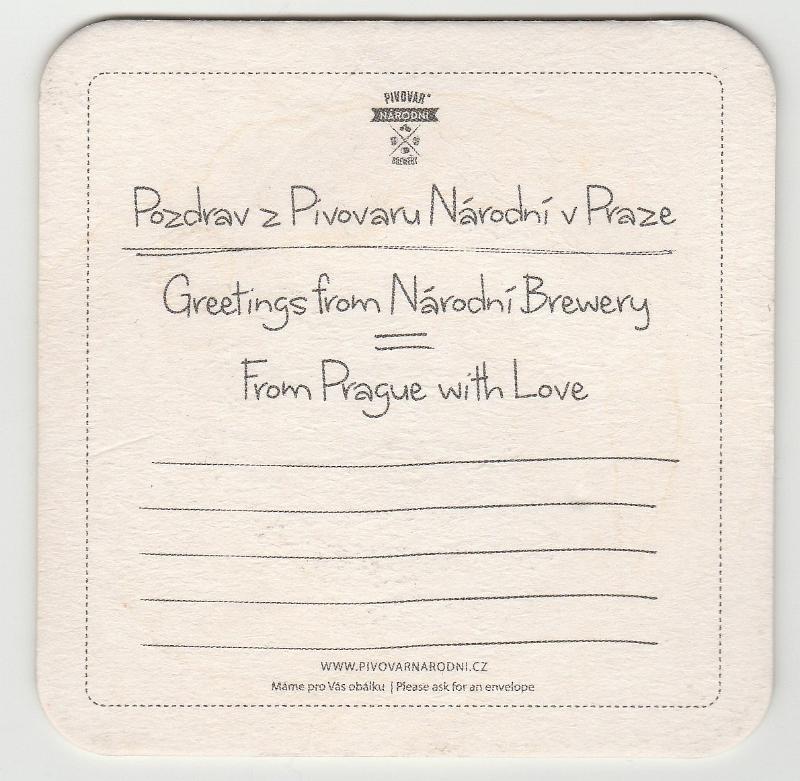 PIVOVAR
NÁRODNÍ
BREWERY
Pozdrav z Pivovaru Národní v Praze
Greetings from Národní Brewery
From Prague with Love
WWW.PIVOVARNARODNI.CZ
Máme pro Vás obálku | Please ask for an envelope